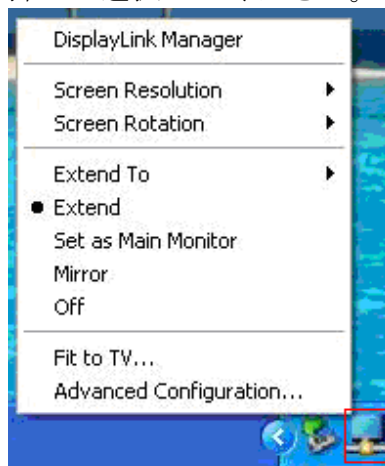 DisplayLink Manager
Screen Resolution
Screen Rotation
Extend To
Extend
Set as Main Monitor
Mirror
Off
Fit to TV...
Advanced Configuration...